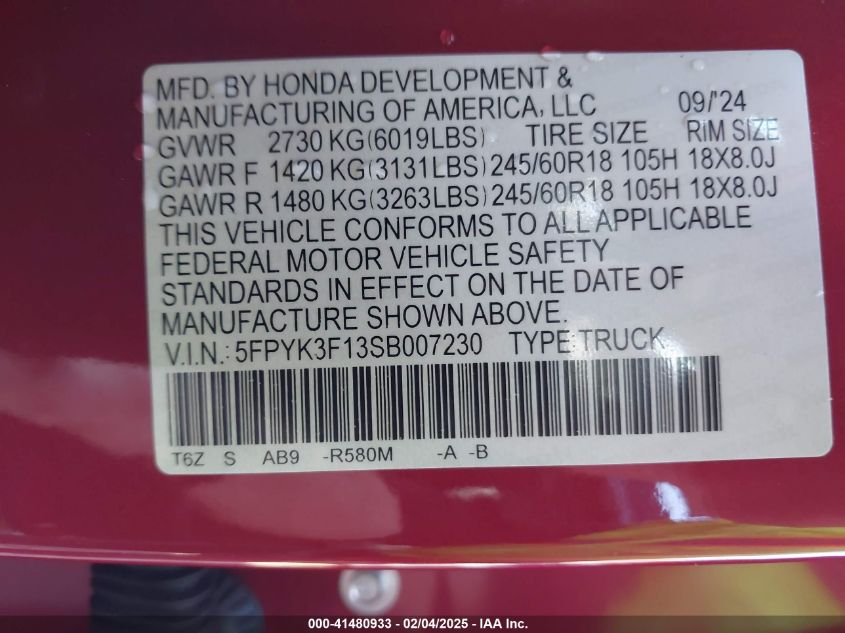 MFD. BY HONDA DEVELOPMENT &
MANUFACTURING OF AMERICA, LLC 09/'24
GVWR 2730 KG(6019LBS) TIRE SIZE RIM SIZE
GAWR F 1420 KG(3131LBS) 245/60R18 105H 18X8.0J
GAWR R 1480 KG(3263LBS) 245/60R18 105H 18X8.0J
THIS VEHICLE CONFORMS TO ALL APPLICABLE
FEDERAL MOTOR VEHICLE SAFETY
STANDARDS IN EFFECT ON THE DATE OF
MANUFACTURE SHOWN ABOVE.
V.I.N.: 5FPYK3F13SB007230 TYPE:TRUCK
T6Z S AB9 -R580M -A -B
000-41480933 - 02/04/2025 - IAA Inc.